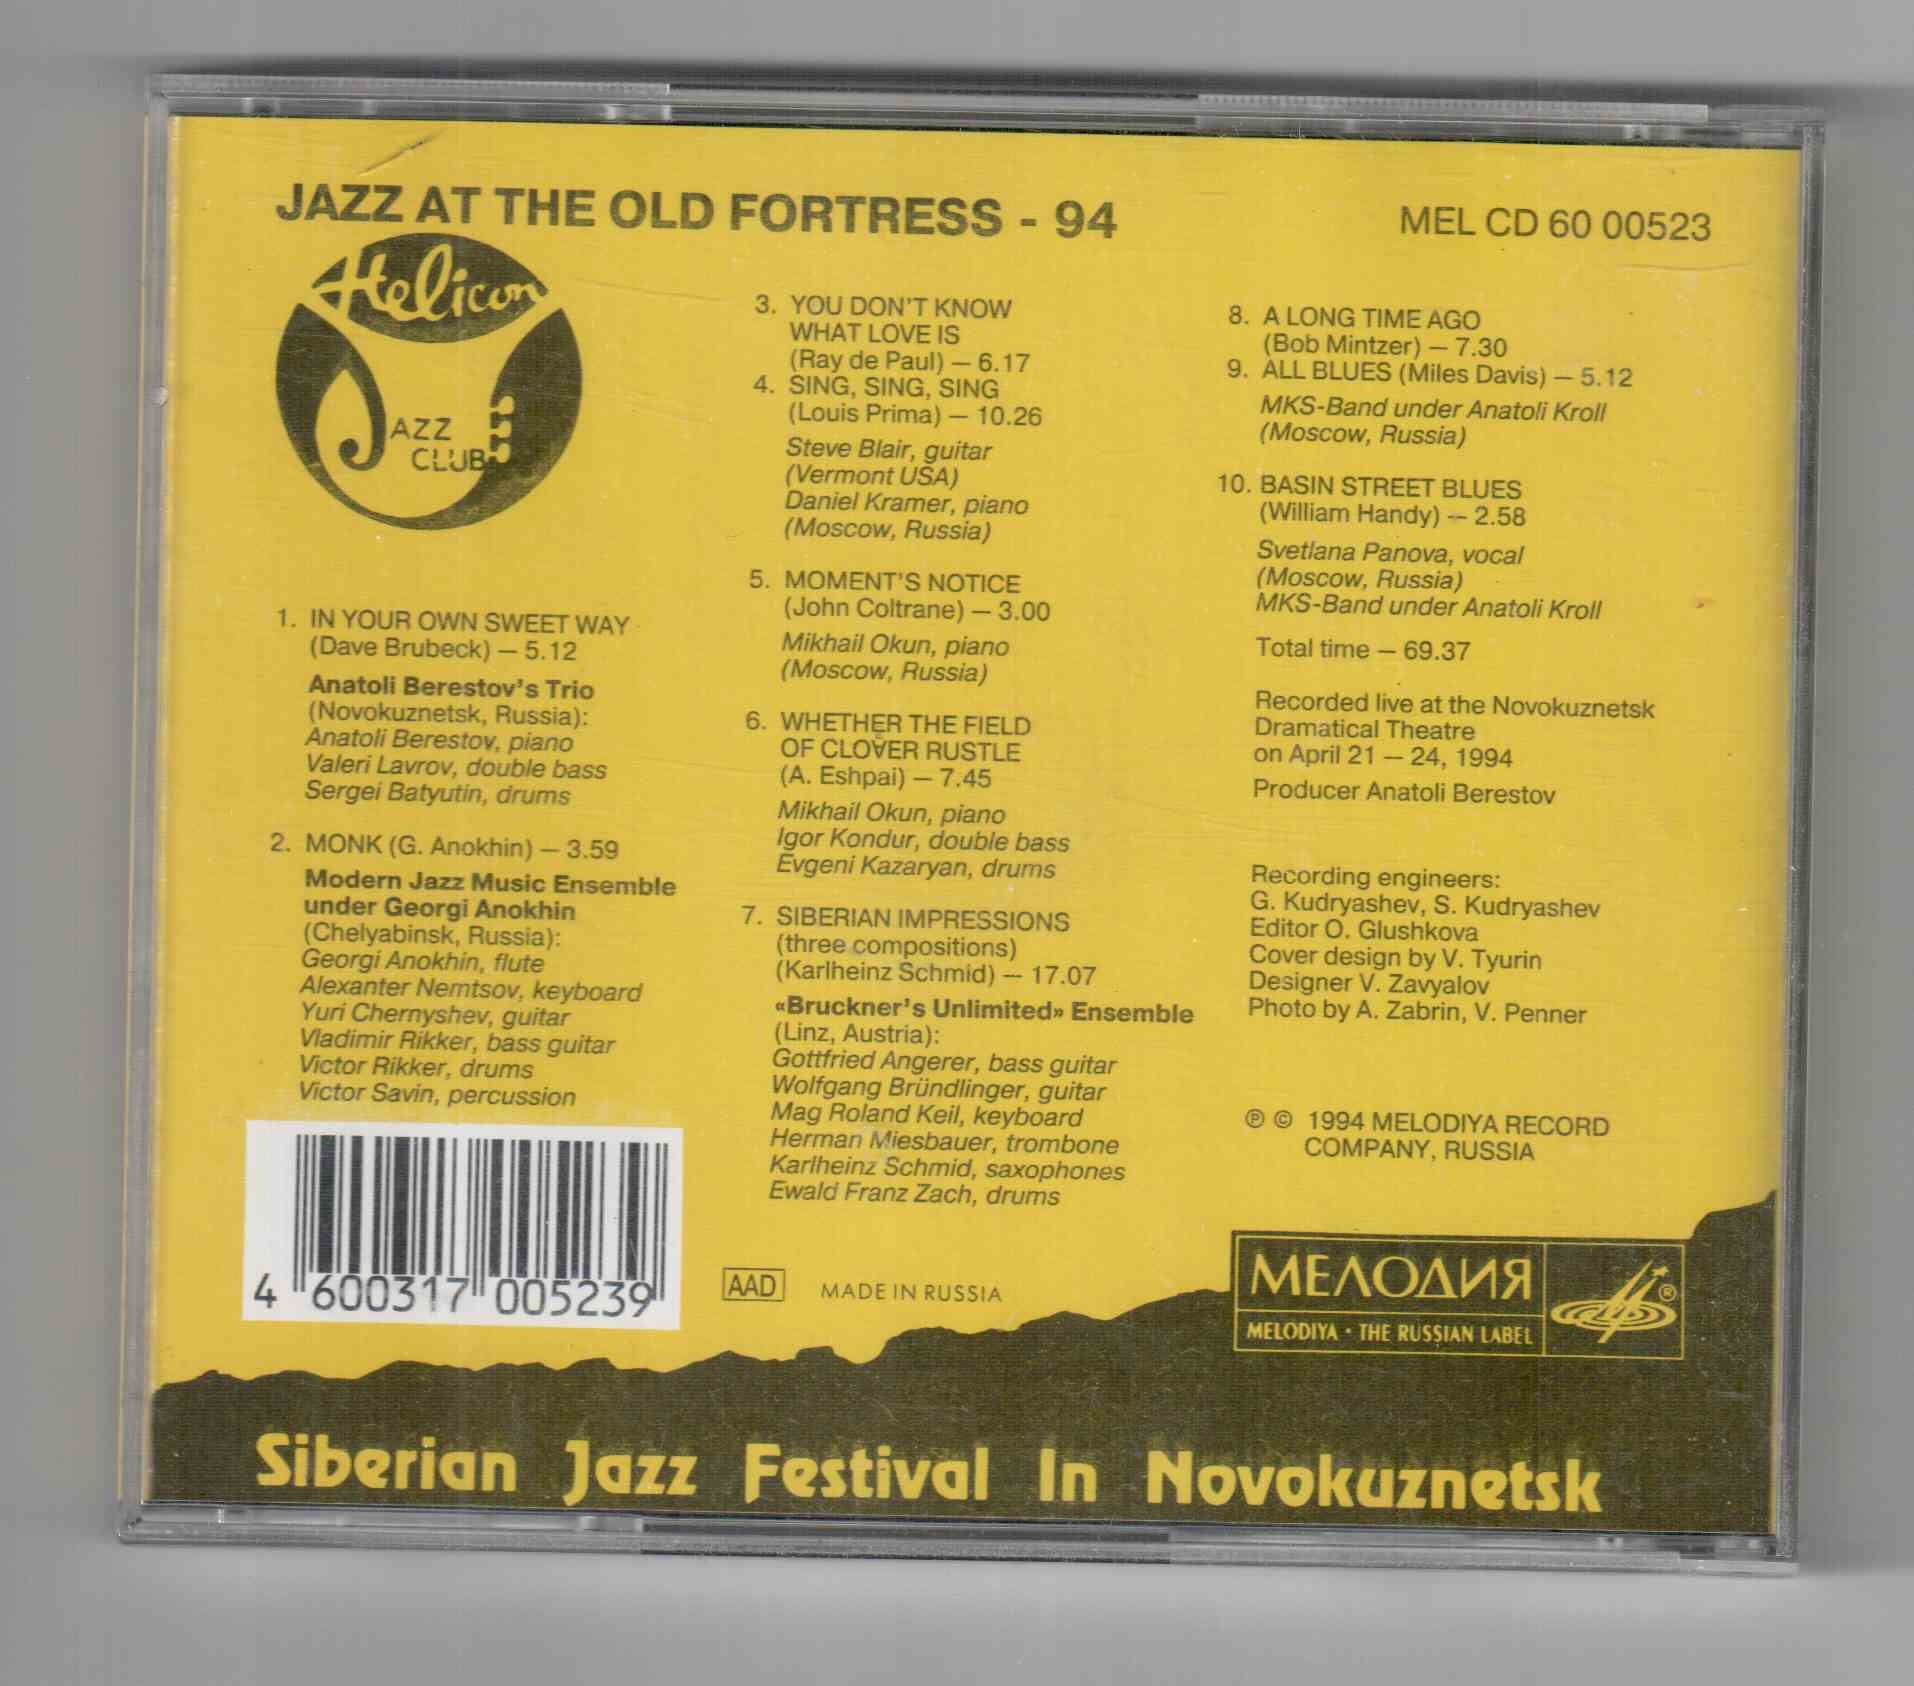 JAZZ AT THE OLD FORTRESS - 94
MEL CD 60 00523
Helicon
JAZZ
CLUB
1. IN YOUR OWN SWEET WAY
(Dave Brubeck) – 5.12
Anatoli Berestov's Trio
(Novokuznetsk, Russia):
Anatoli Berestov, piano
Valeri Lavrov, double bass
Sergei Batyutin, drums
2. MONK (G. Anokhin) – 3.59
Modern Jazz Music Ensemble
under Georgi Anokhin
(Chelyabinsk, Russia):
Georgi Anokhin, flute
Alexanter Nemtsov, keyboard
Yuri Chernyshev, guitar
Vladimir Rikker, bass guitar
Victor Rikker, drums
Victor Savin, percussion
4 600317 005239
3. YOU DON'T KNOW
WHAT LOVE IS
(Ray de Paul) – 6.17
4. SING, SING, SING
(Louis Prima) – 10.26
Steve Blair, guitar
(Vermont USA)
Daniel Kramer, piano
(Moscow, Russia)
5. MOMENT'S NOTICE
(John Coltrane) – 3.00
Mikhail Okun, piano
(Moscow, Russia)
6. WHETHER THE FIELD
OF CLOVER RUSTLE
(A. Eshpai) – 7.45
Mikhail Okun, piano
Igor Kondur, double bass
Evgeni Kazaryan, drums
7. SIBERIAN IMPRESSIONS
(three compositions)
(Karlheinz Schmid) – 17.07
«Bruckner's Unlimited» Ensemble
(Linz, Austria):
Gottfried Angerer, bass guitar
Wolfgang Bründlinger, guitar
Mag Roland Keil, keyboard
Herman Miesbauer, trombone
Karlheinz Schmid, saxophones
Ewald Franz Zach, drums
AAD MADE IN RUSSIA
8. A LONG TIME AGO
(Bob Mintzer) – 7.30
9. ALL BLUES (Miles Davis) – 5.12
MKS-Band under Anatoli Kroll
(Moscow, Russia)
10. BASIN STREET BLUES
(William Handy) – 2.58
Svetlana Panova, vocal
(Moscow, Russia)
MKS-Band under Anatoli Kroll
Total time – 69.37
Recorded live at the Novokuznetsk
Dramatical Theatre
on April 21 – 24, 1994
Producer Anatoli Berestov
Recording engineers:
G. Kudryashev, S. Kudryashev
Editor O. Glushkova
Cover design by V. Tyurin
Designer V. Zavyalov
Photo by A. Zabrin, V. Penner
℗ © 1994 MELODIYA RECORD
COMPANY, RUSSIA
МЕЛОДИЯ
®
MELODIYA · THE RUSSIAN LABEL
Siberian Jazz Festival In Novokuznetsk